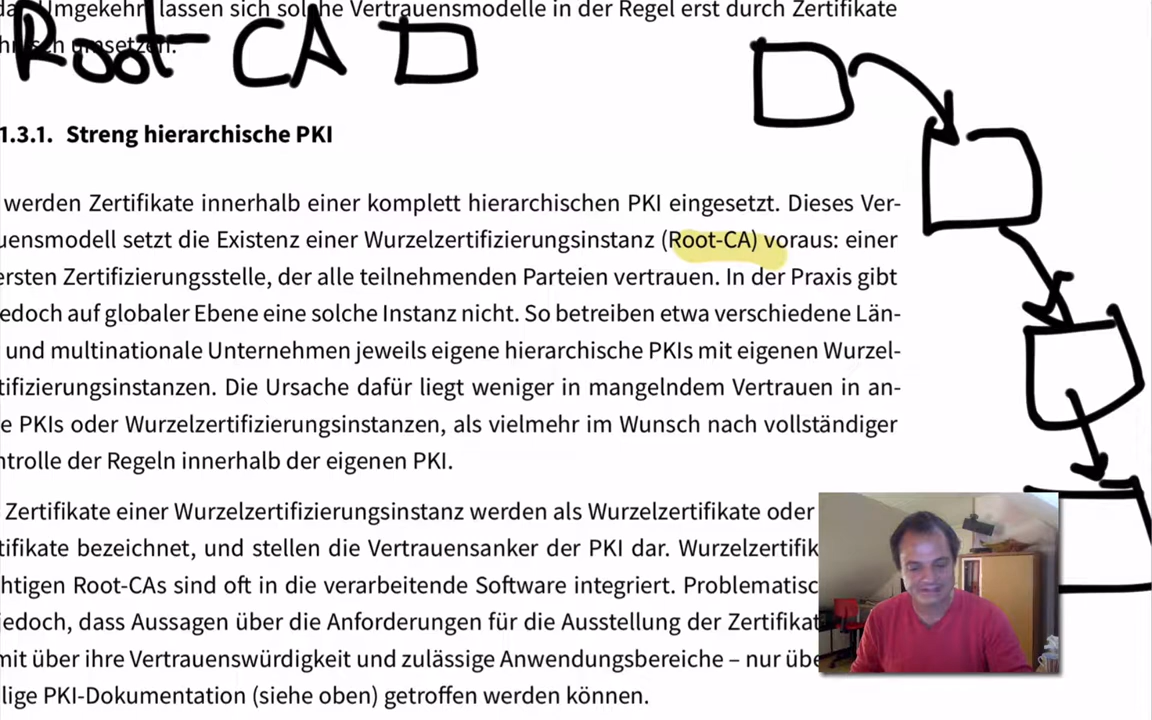 Umgekehrt lassen sich solche Vertrauensmodelle in der Regel erst durch Zertifikate
umsetzen.
Root-CA
1.3.1. Streng hierarchische PKI
werden Zertifikate innerhalb einer komplett hierarchischen PKI eingesetzt. Dieses Ver-
uensmodell setzt die Existenz einer Wurzelzertifizierungsinstanz (Root-CA) voraus: einer
ersten Zertifizierungsstelle, der alle teilnehmenden Parteien vertrauen. In der Praxis gibt
edoch auf globaler Ebene eine solche Instanz nicht. So betreiben etwa verschiedene Län-
und multinationale Unternehmen jeweils eigene hierarchische PKIs mit eigenen Wurzel-
tifizierungsinstanzen. Die Ursache dafür liegt weniger in mangelndem Vertrauen in an-
e PKIs oder Wurzelzertifizierungsinstanzen, als vielmehr im Wunsch nach vollständiger
ntrolle der Regeln innerhalb der eigenen PKI.
Zertifikate einer Wurzelzertifizierungsinstanz werden als Wurzelzertifikate oder
tifikate bezeichnet, und stellen die Vertrauensanker der PKI dar. Wurzelzertifik
htigen Root-CAs sind oft in die verarbeitende Software integriert. Problematisc
jedoch, dass Aussagen über die Anforderungen für die Ausstellung der Zertifikat
mit über ihre Vertrauenswürdigkeit und zulässige Anwendungsbereiche – nur übe
lige PKI-Dokumentation (siehe oben) getroffen werden können.